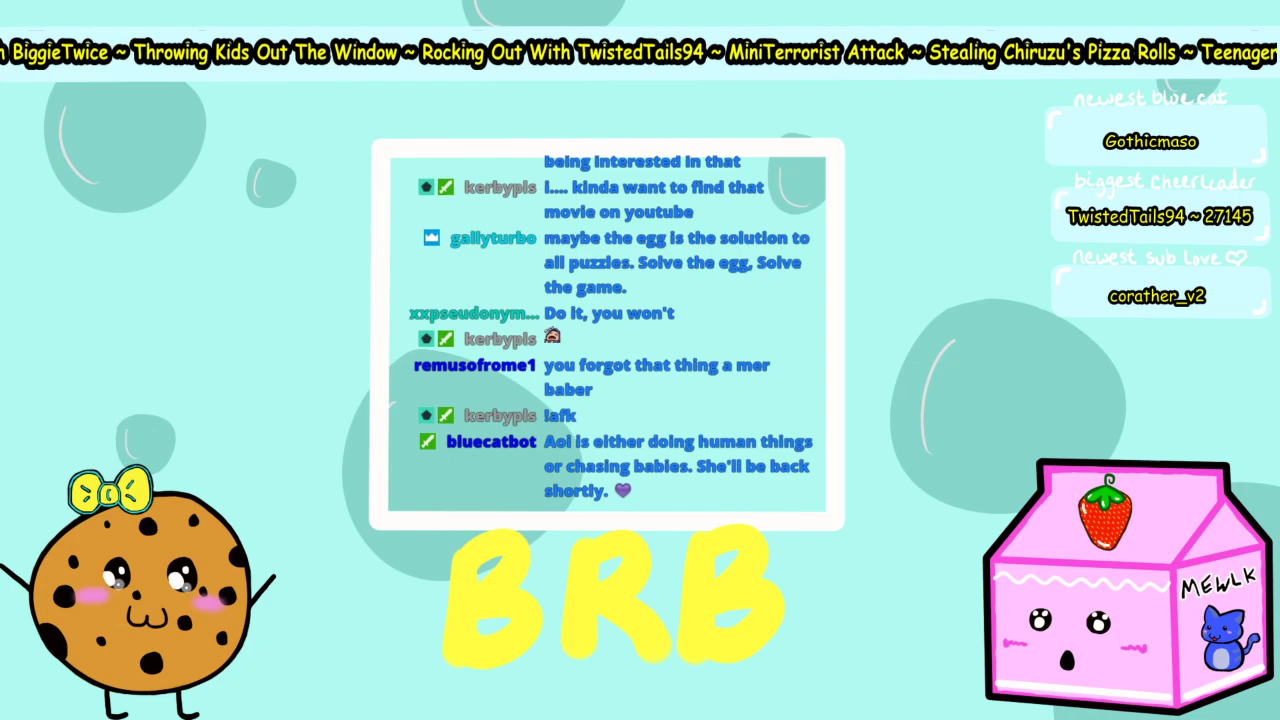 BiggieTwice ~ Throwing Kids Out The Window ~ Rocking Out With TwistedTails94 ~ MiniTerrorist Attack ~ Stealing Chiruzu's Pizza Rolls ~ Teenager
newest blue cat
Gothicmaso
biggest cheerleader
TwistedTails94 ~ 27145
newest sub love
corather_v2
being interested in that
kerbypls I.... kinda want to find that
movie on youtube
gallyturbo maybe the egg is the solution to
all puzzles. Solve the egg, Solve
the game.
xxpseudonym... Do it, you won't
kerbypls
remusofrome1 you forgot that thing a mer
baber
kerbypls !afk
bluecatbot Aoi is either doing human things
or chasing babies. She'll be back
shortly. 💜
BRB
MEWLK